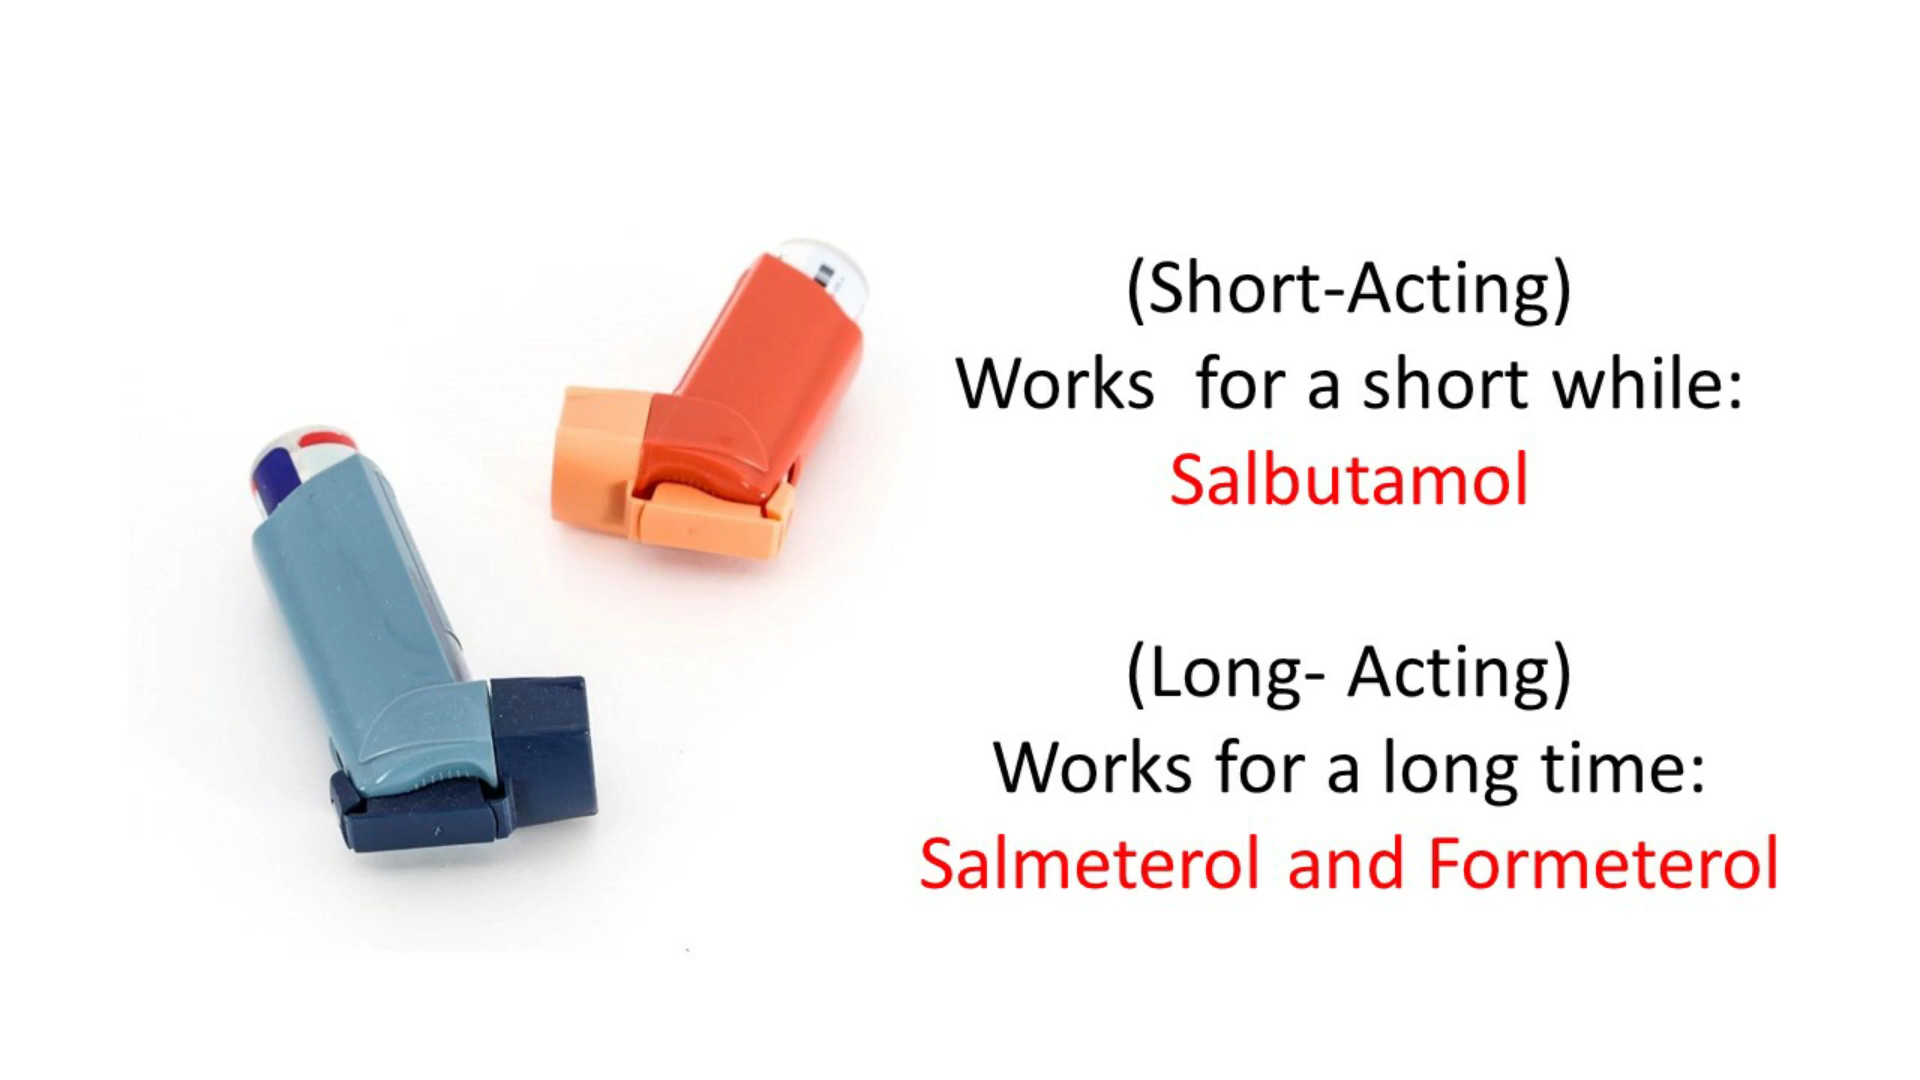 (Short-Acting)
Works for a short while:
Salbutamol
(Long- Acting)
Works for a long time:
Salmeterol and Formeterol